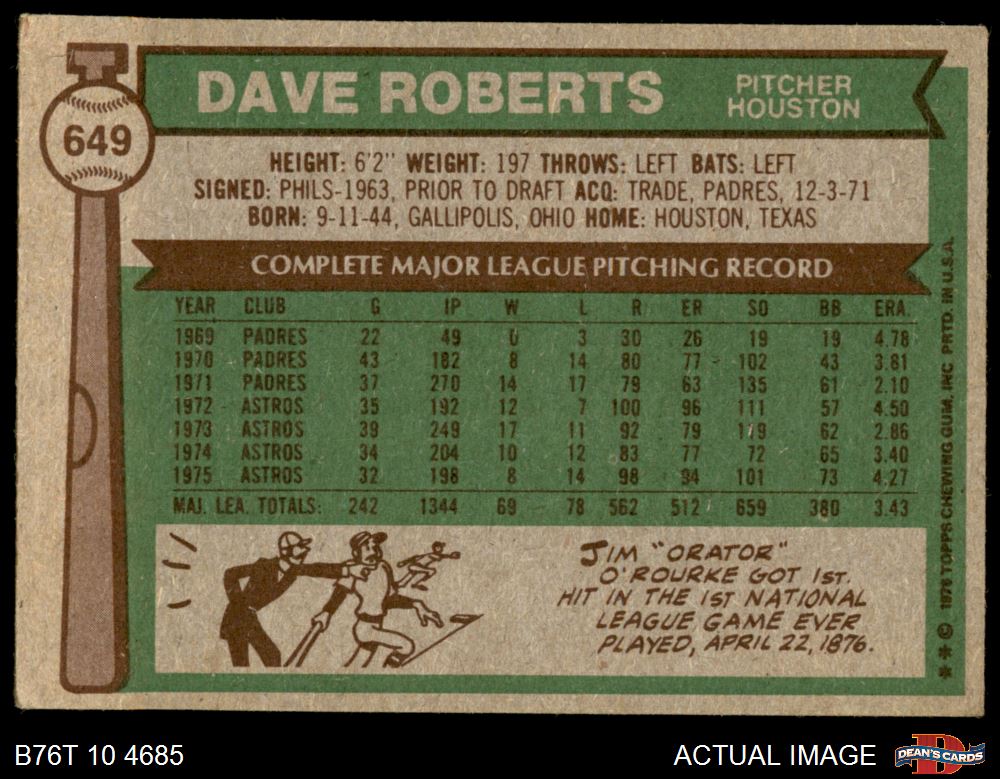 649
DAVE ROBERTS
PITCHER
HOUSTON
HEIGHT: 6'2" WEIGHT: 197 THROWS: LEFT BATS: LEFT
SIGNED: PHILS-1963, PRIOR TO DRAFT ACQ: TRADE, PADRES, 12-3-71
BORN: 9-11-44, GALLIPOLIS, OHIO HOME: HOUSTON, TEXAS
COMPLETE MAJOR LEAGUE PITCHING RECORD
YEAR CLUB G IP W L R ER SO BB ERA.
1969 PADRES 22 49 0 3 30 26 19 19 4.78
1970 PADRES 43 182 8 14 80 77 102 43 3.81
1971 PADRES 37 270 14 17 79 63 135 61 2.10
1972 ASTROS 35 192 12 7 100 96 111 57 4.50
1973 ASTROS 39 249 17 11 92 79 119 62 2.86
1974 ASTROS 34 204 10 12 83 77 72 65 3.40
1975 ASTROS 32 198 8 14 98 94 101 73 4.27
MAJ. LEA. TOTALS: 242 1344 69 78 562 512 659 380 3.43
JIM "ORATOR"
O'ROURKE GOT 1ST.
HIT IN THE 1ST NATIONAL
LEAGUE GAME EVER
PLAYED, APRIL 22, 1876.
* * © 1976 TOPPS CHEWING GUM, INC PRTD. IN U.S.A.
B76T 10 4685
ACTUAL IMAGE
DEAN'S CARDS